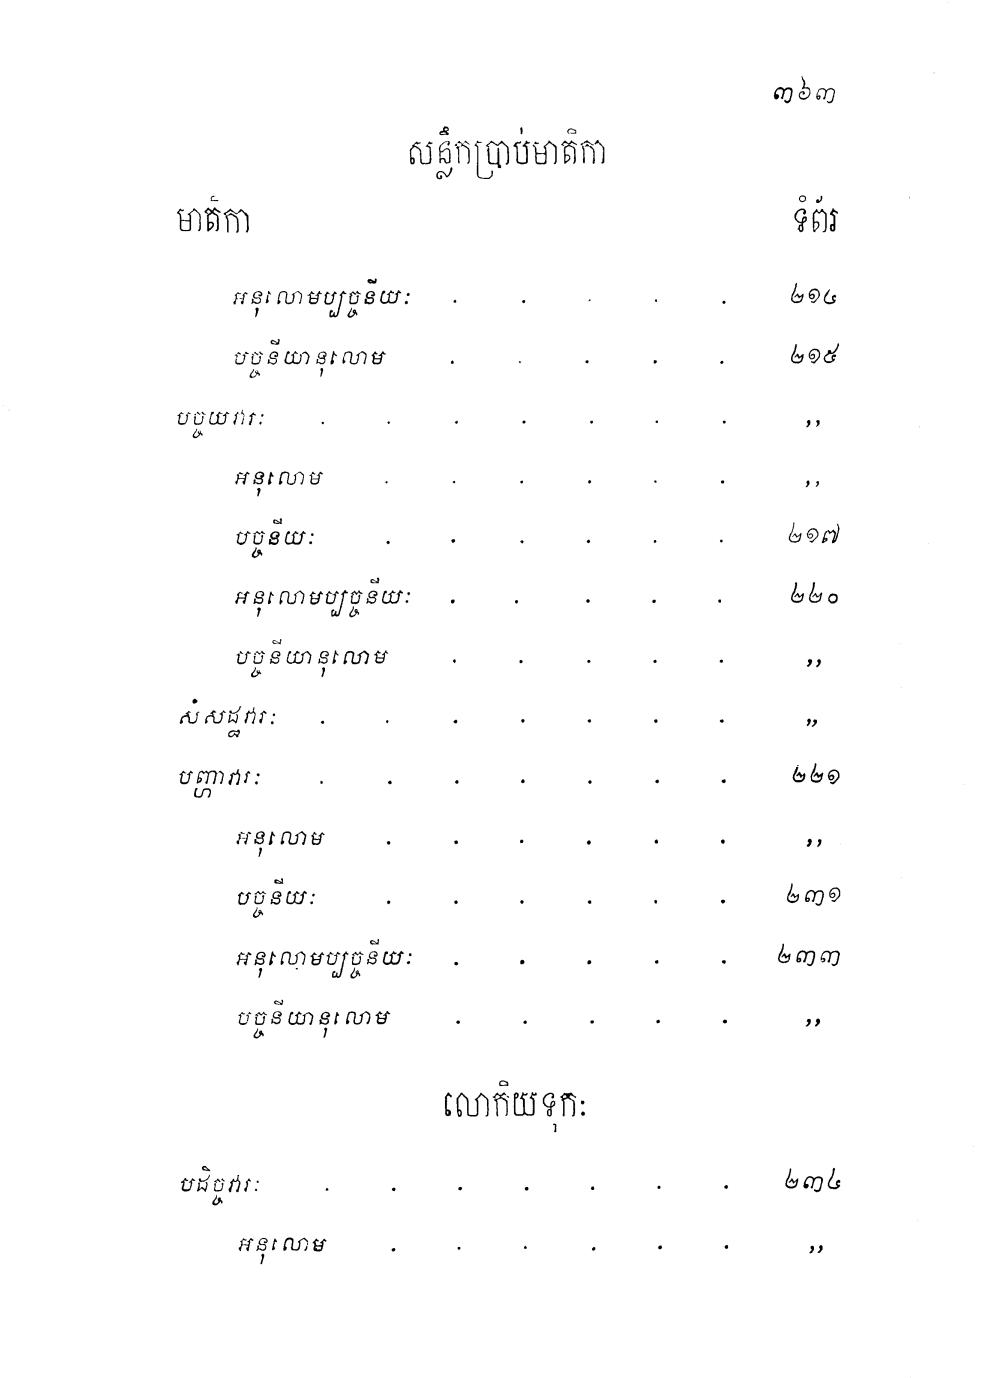 ៣៦៣
សន្លឹកប្រាប់មាតិកា
មាតិកា ទំព័រ
អនុលោមប្បច្ចនីយៈ . . . . . ២១៤
បច្ចនីយានុលោម . . . . . ២១៥
បច្ចយវារៈ . . . . . . . ,,
អនុលោម . . . . . . ,,
បច្ចនីយៈ . . . . . . ២១៧
អនុលោមប្បច្ចនីយៈ . . . . . ២២០
បច្ចនីយានុលោម . . . . . ,,
សំសដ្ឋវារៈ . . . . . . . ,,
បញ្ហាវារៈ . . . . . . . ២២១
អនុលោម . . . . . . ,,
បច្ចនីយៈ . . . . . . ២៣១
អនុលោមប្បច្ចនីយៈ . . . . . ២៣៣
បច្ចនីយានុលោម . . . . . ,,
លោកិយទុកៈ
បដិច្ចវារៈ . . . . . . . ២៣៤
អនុលោម . . . . . . ,,